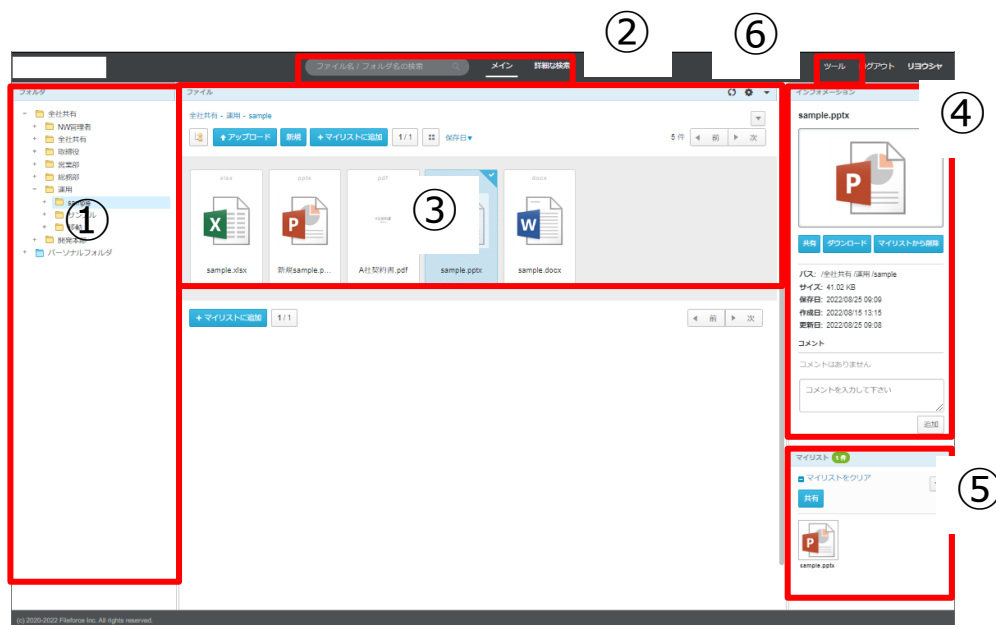 ②
⑥
ファイル名 / フォルダ名の検索
メイン
詳細な検索
ツール
ログアウト
リヨウシャ
フォルダ
全社共有
NW管理者
全社共有
取締役
営業部
総務部
運用
sample
サンプル
移動
開発本部
パーソナルフォルダ
①
ファイル
全社共有 - 運用 - sample
アップロード
新規
+マイリストに追加
1/1
保存日▼
5 件
前
次
xlsx
pptx
pdf
docx
③
sample.xlsx
新規sample.p...
A社契約書.pdf
sample.pptx
sample.docx
+マイリストに追加
1/1
前
次
インフォメーション
④
sample.pptx
共有
ダウンロード
マイリストから削除
パス: /全社共有 /運用 /sample
サイズ: 41.02 KB
保存日: 2022/08/25 09:09
作成日: 2022/08/15 13:15
更新日: 2022/08/25 09:08
コメント
コメントはありません
コメントを入力して下さい
追加
マイリスト 1 件
マイリストをクリア
⑤
共有
sample.pptx
(c) 2020-2022 Fileforce Inc. All rights reserved.